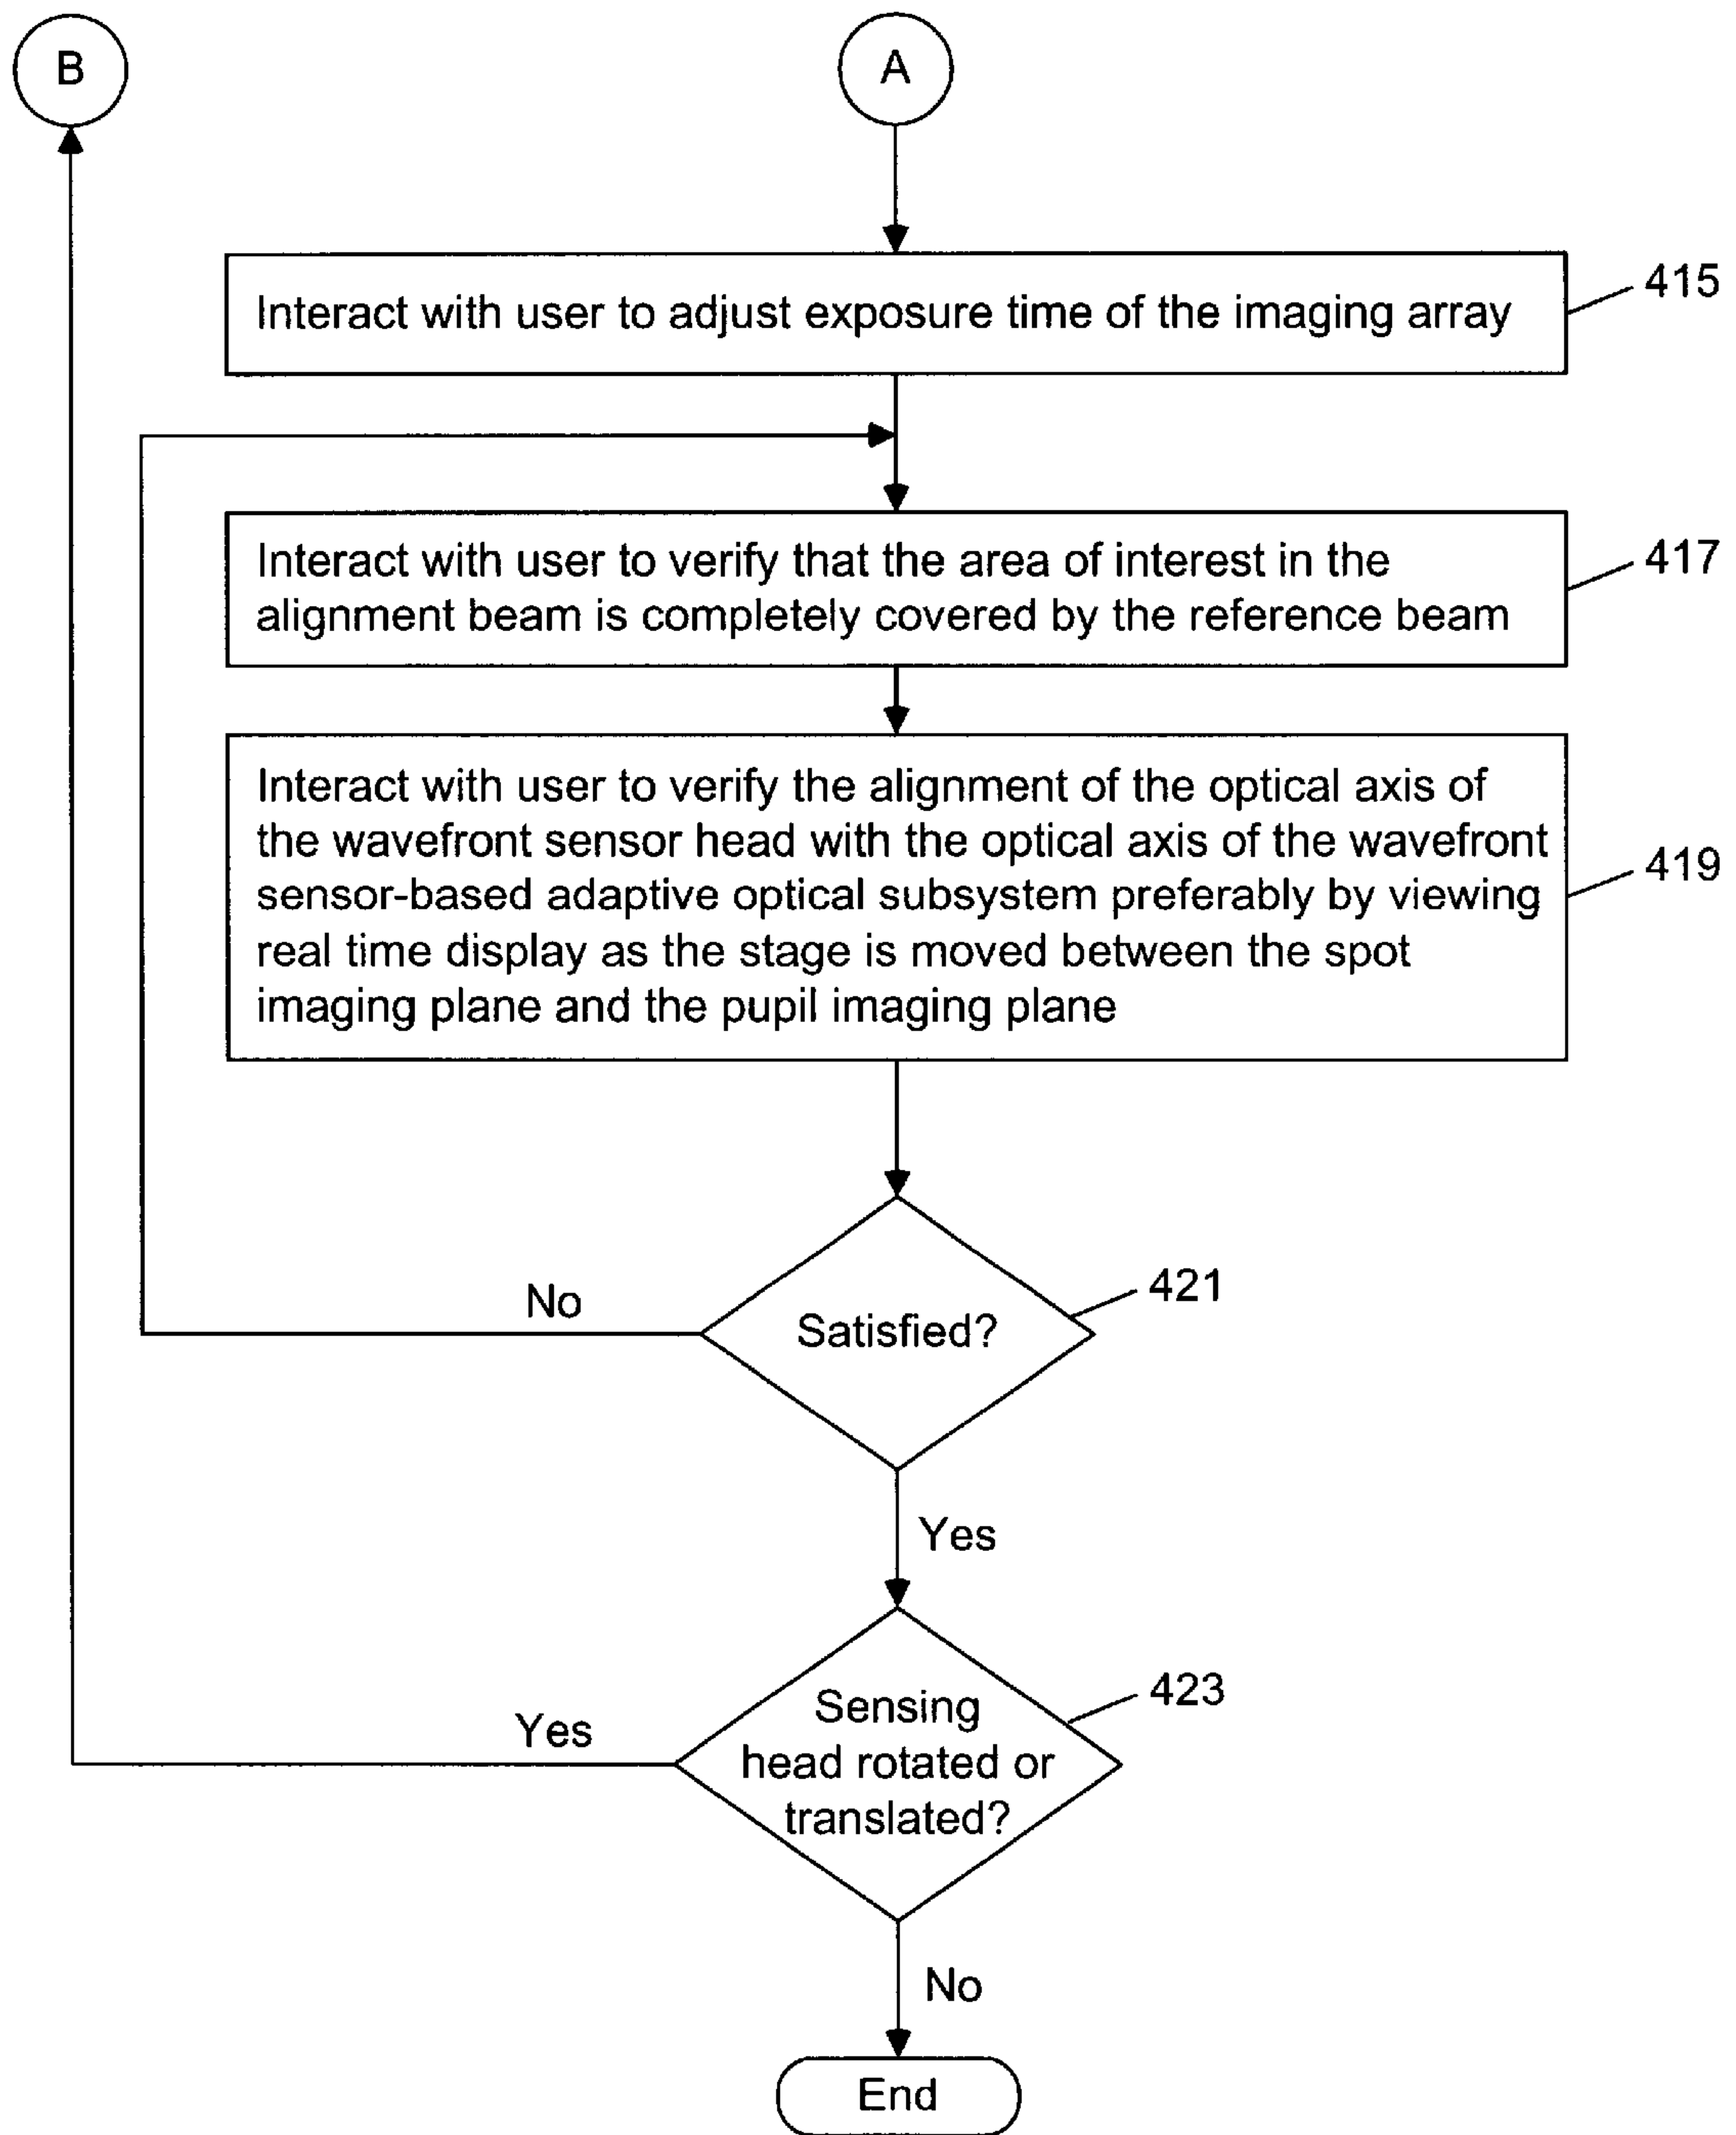 B
A
Interact with user to adjust exposure time of the imaging array
415
Interact with user to verify that the area of interest in the
alignment beam is completely covered by the reference beam
417
Interact with user to verify the alignment of the optical axis of
the wavefront sensor head with the optical axis of the wavefront
sensor-based adaptive optical subsystem preferably by viewing
real time display as the stage is moved between the spot
imaging plane and the pupil imaging plane
419
No
Satisfied?
421
Yes
Yes
Sensing
head rotated or
translated?
423
No
End